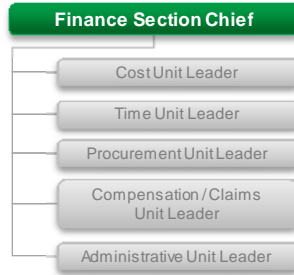 Finance Section Chief
Cost Unit Leader
Time Unit Leader
Procurement Unit Leader
Compensation / Claims
Unit Leader
Administrative Unit Leader